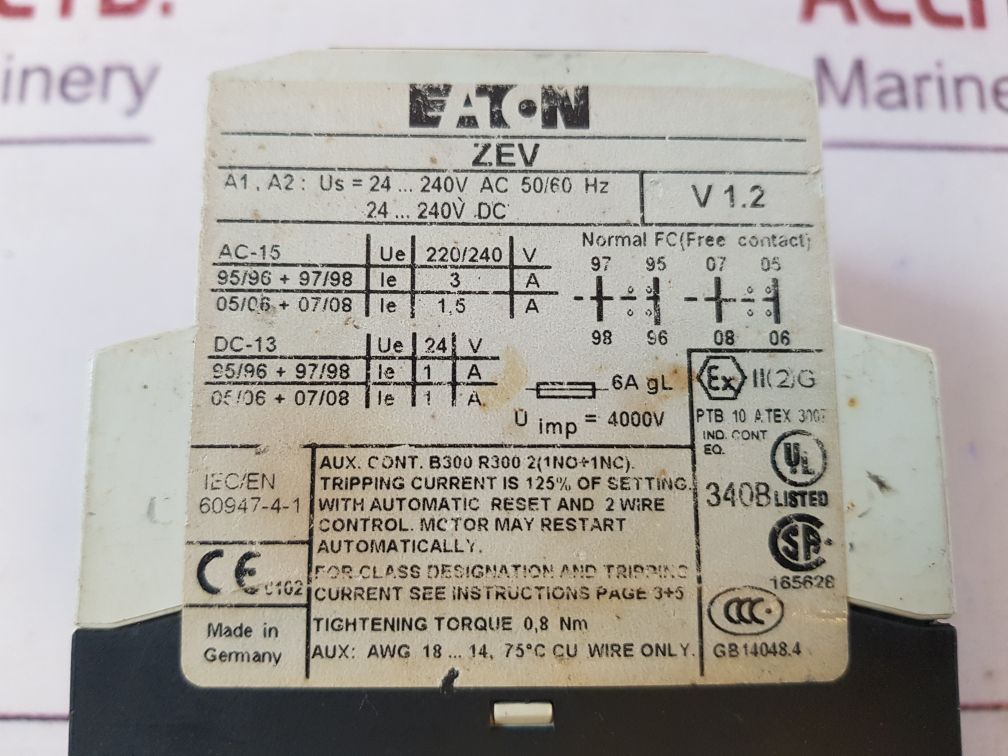 inery
Marine
EATON
ZEV
A1, A2: Us = 24 ... 240V AC 50/60 Hz
24 ... 240V DC
V 1.2
AC-15 Ue 220/240 V
95/96 + 97/98 Ie 3 A
05/06 + 07/08 Ie 1,5 A
Normal FC(Free contact)
97 95 07 05
98 96 08 06
DC-13 Ue 24 V
95/96 + 97/98 Ie 1 A
05/06 + 07/08 Ie 1 A
6A gL
U imp = 4000V
Ex II(2)G
PTB 10 ATEX
IND. CONT
EQ.
UL
340B LISTED
SA
165628
CCC
GB14048.4
IEC/EN
60947-4-1
CE 0102
Made in
Germany
AUX. CONT. B300 R300 2(1NO+1NC).
TRIPPING CURRENT IS 125% OF SETTING.
WITH AUTOMATIC RESET AND 2 WIRE
CONTROL. MOTOR MAY RESTART
AUTOMATICALLY.
FOR CLASS DESIGNATION AND TRIPPING
CURRENT SEE INSTRUCTIONS PAGE 3+5
TIGHTENING TORQUE 0,8 Nm
AUX: AWG 18 ... 14, 75°C CU WIRE ONLY.